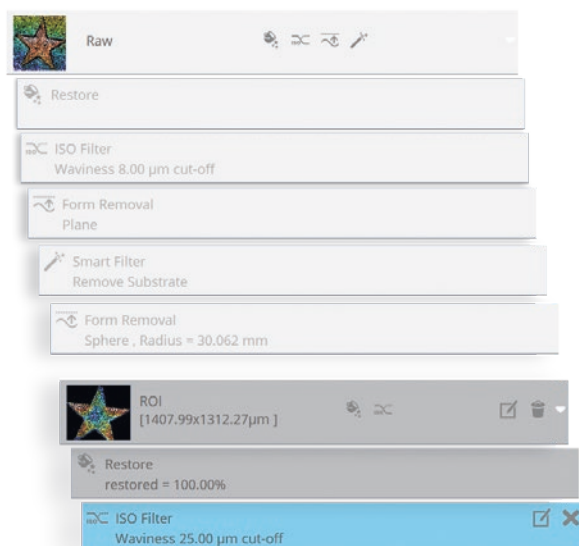 Raw
Restore
ISO Filter
Waviness 8.00 µm cut-off
Form Removal
Plane
Smart Filter
Remove Substrate
Form Removal
Sphere , Radius = 30.062 mm
ROI
[1407.99x1312.27µm ]
Restore
restored = 100.00%
ISO Filter
Waviness 25.00 µm cut-off